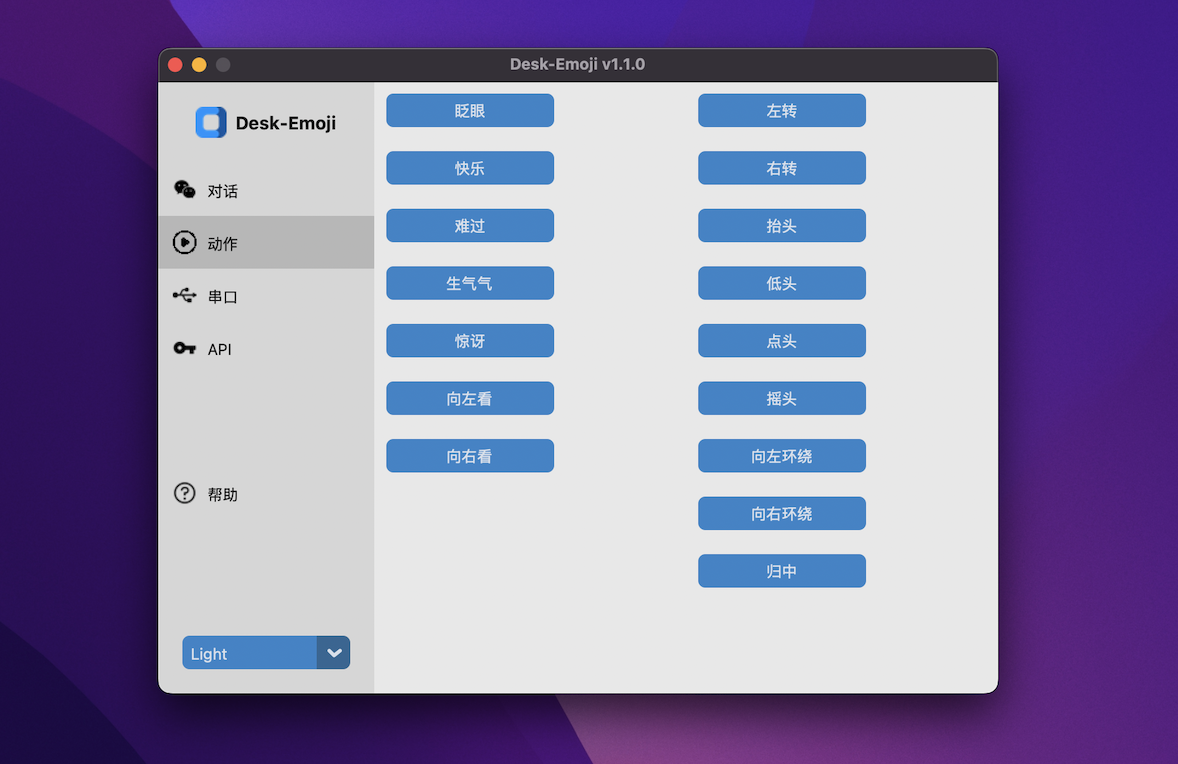 Desk-Emoji v1.1.0
Desk-Emoji
对话
动作
串口
API
帮助
Light
眨眼
快乐
难过
生气气
惊讶
向左看
向右看
左转
右转
抬头
低头
点头
摇头
向左环绕
向右环绕
归中